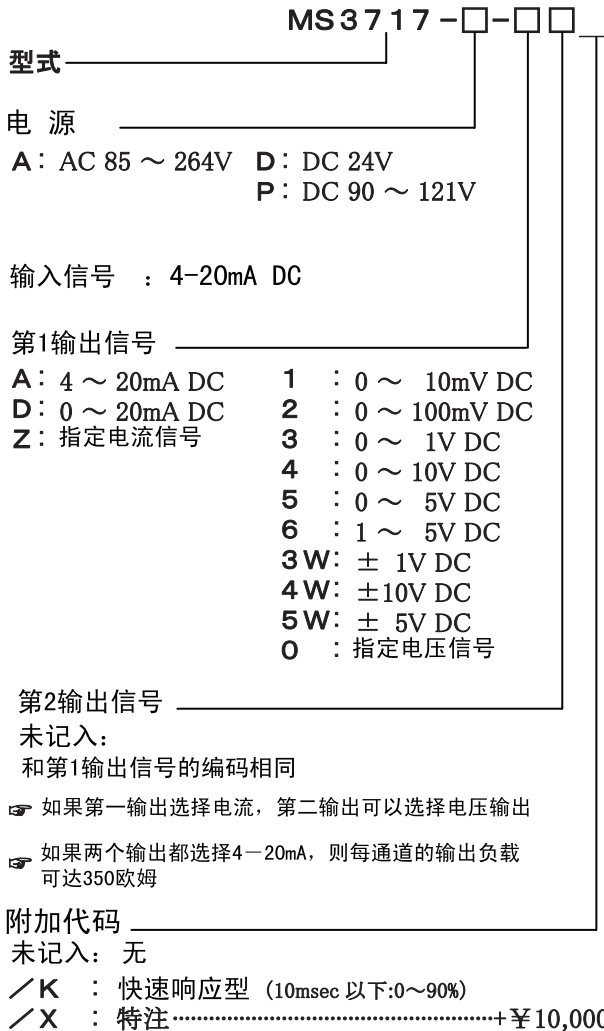 MS3717-□-□□
型式
电 源
A：AC 85 ～ 264V D：DC 24V
P：DC 90 ～ 121V
输入信号 ：4-20mA DC
第1输出信号
A：4 ～ 20mA DC 1 ：0 ～ 10mV DC
D：0 ～ 20mA DC 2 ：0 ～ 100mV DC
Z：指定电流信号 3 ：0 ～ 1V DC
4 ：0 ～ 10V DC
5 ：0 ～ 5V DC
6 ：1 ～ 5V DC
3W：± 1V DC
4W：±10V DC
5W：± 5V DC
0 ：指定电压信号
第2输出信号
未记入：
和第1输出信号的编码相同
☞ 如果第一输出选择电流，第二输出可以选择电压输出
☞ 如果两个输出都选择4－20mA，则每通道的输出负载
可达350欧姆
附加代码
未记入：无
／K ：快速响应型 (10msec 以下:0～90%)
／X ：特注……………………………………………+￥10,000